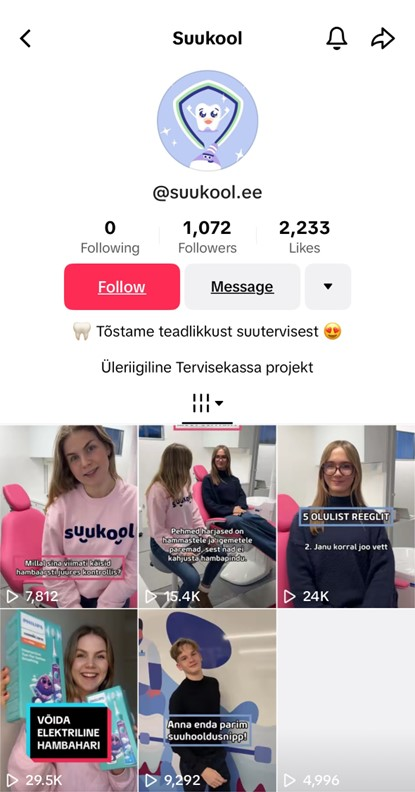 Suukool
@suukool.ee
0
1,072
2,233
Following
Followers
Likes
Follow
Message
🦷 Tõstame teadlikkust suutervisest 😍
Üleriigiline Tervisekassa projekt
suukool
Millal sina viimati käisid
hambaarsti juures kontrollis?
7,812
Pehmed harjased on
hammastele ja igemetele
paremad, sest nad ei
kahjusta hambapindu.
15.4K
5 OLULIST REEGLIT
2. Janu korral joo vett
24K
VÕIDA
ELEKTRILINE
HAMBAHARI
29.5K
Anna enda parim
suuhooldusnipp!
9,292
4,996